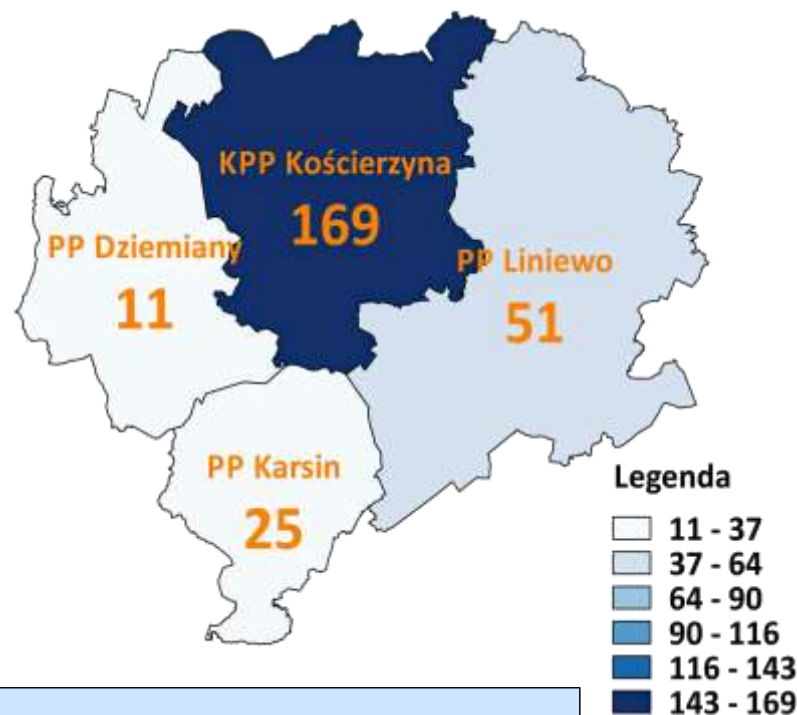 KPP Kościerzyna
169
PP Dziemiany
11
PP Liniewo
51
PP Karsin
25
Legenda
11 - 37
37 - 64
64 - 90
90 - 116
116 - 143
143 - 169